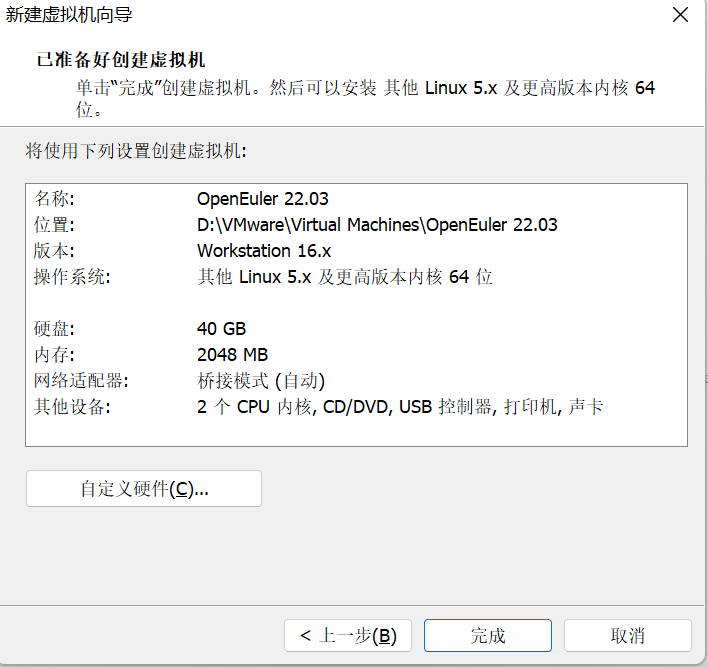 新建虚拟机向导
已准备好创建虚拟机
单击“完成”创建虚拟机。然后可以安装 其他 Linux 5.x 及更高版本内核 64
位。
将使用下列设置创建虚拟机:
名称: OpenEuler 22.03
位置: D:\VMware\Virtual Machines\OpenEuler 22.03
版本: Workstation 16.x
操作系统: 其他 Linux 5.x 及更高版本内核 64 位
硬盘: 40 GB
内存: 2048 MB
网络适配器: 桥接模式 (自动)
其他设备: 2 个 CPU 内核, CD/DVD, USB 控制器, 打印机, 声卡
自定义硬件(C)...
< 上一步(B) 完成 取消